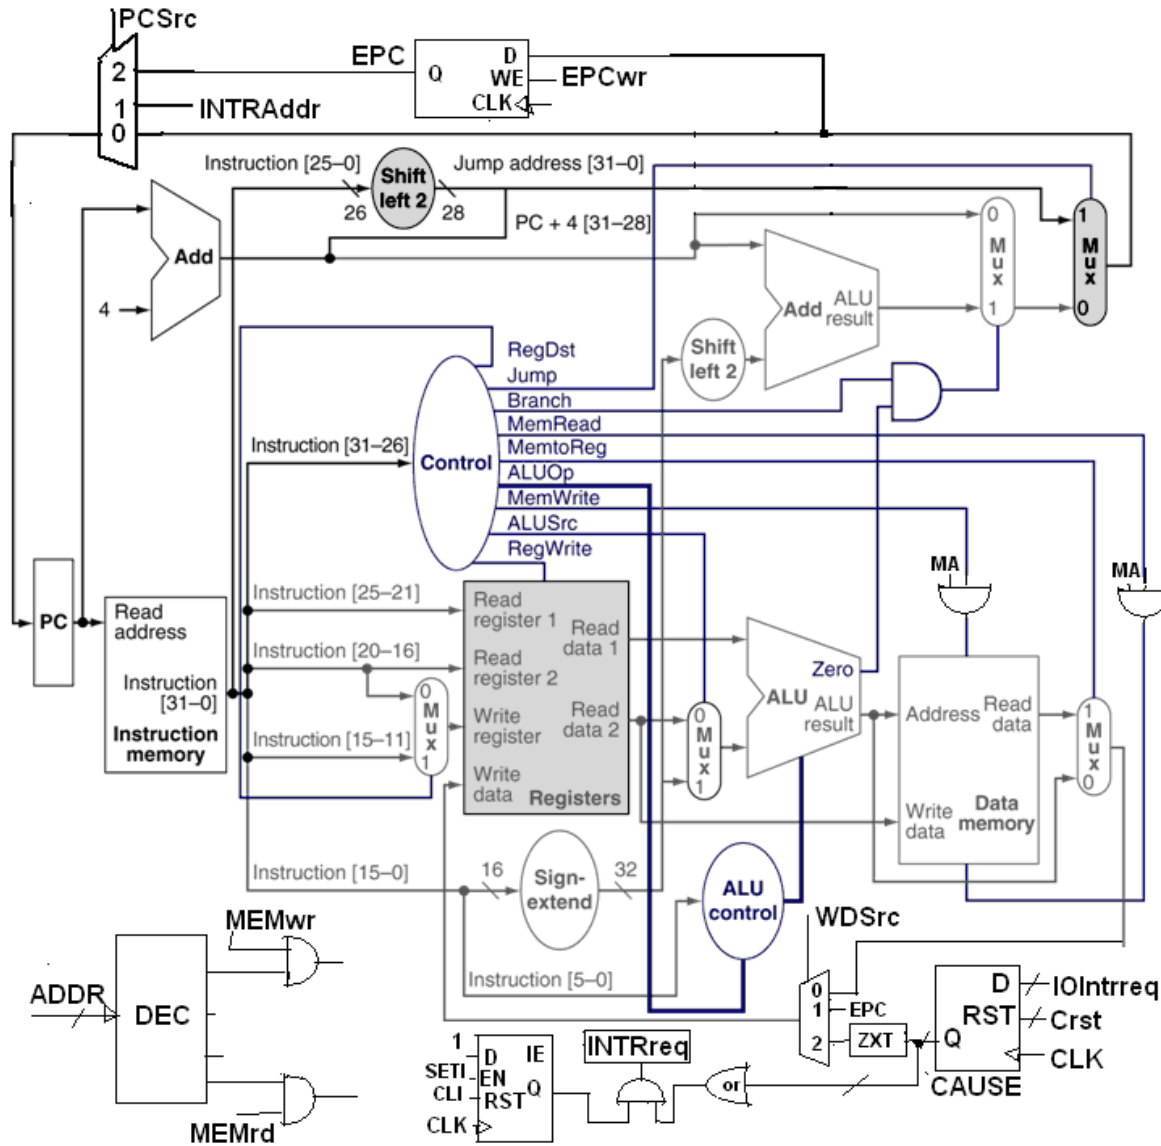 PCSrc
2
1
0
EPC
Q
D
WE
CLK
EPCwr
INTRAddr
Instruction [25–0]
26
Shift
left 2
28
Jump address [31–0]
PC + 4 [31–28]
Add
4
0
M
u
x
1
1
M
u
x
0
Add
ALU
result
Shift
left 2
RegDst
Jump
Branch
MemRead
MemtoReg
ALUOp
MemWrite
ALUSrc
RegWrite
Instruction [31–26]
Control
MA
MA
PC
Read
address
Instruction
[31–0]
Instruction
memory
Instruction [25–21]
Instruction [20–16]
Instruction [15–11]
0
M
u
x
1
Read
register 1
Read
register 2
Write
register
Write
data
Read
data 1
Read
data 2
Registers
0
M
u
x
1
Zero
ALU
ALU
result
Address
Read
data
Write
data
Data
memory
1
M
u
x
0
Instruction [15–0]
16
Sign-
extend
32
ALU
control
Instruction [5–0]
WDSrc
0
1
2
EPC
ZXT
D
RST
Q
IOIntrreq
Crst
CLK
CAUSE
MEMwr
ADDR
DEC
MEMrd
1
SETI
CLI
CLK
D
EN
RST
IE
Q
INTRreq
or